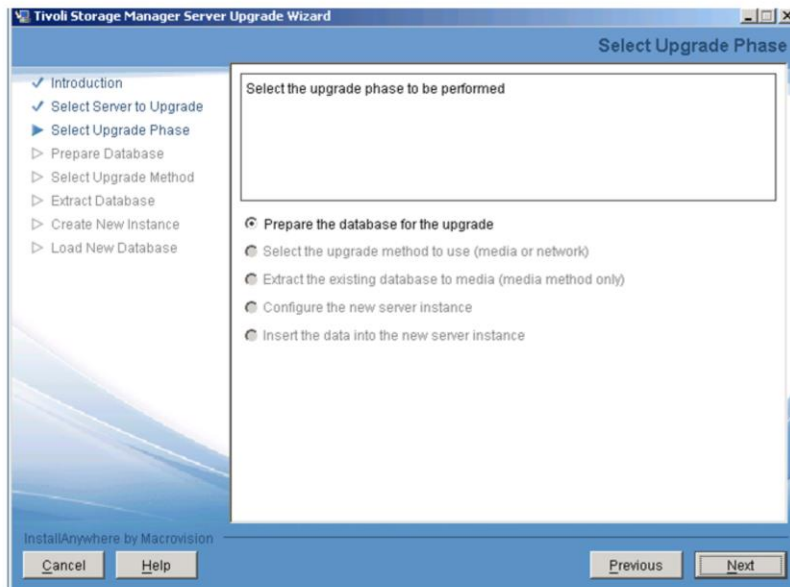 Tivoli Storage Manager Server Upgrade Wizard
Select Upgrade Phase
Introduction
Select Server to Upgrade
Select Upgrade Phase
Prepare Database
Select Upgrade Method
Extract Database
Create New Instance
Load New Database
Select the upgrade phase to be performed
Prepare the database for the upgrade
Select the upgrade method to use (media or network)
Extract the existing database to media (media method only)
Configure the new server instance
Insert the data into the new server instance
InstallAnywhere by Macrovision
Cancel
Help
Previous
Next